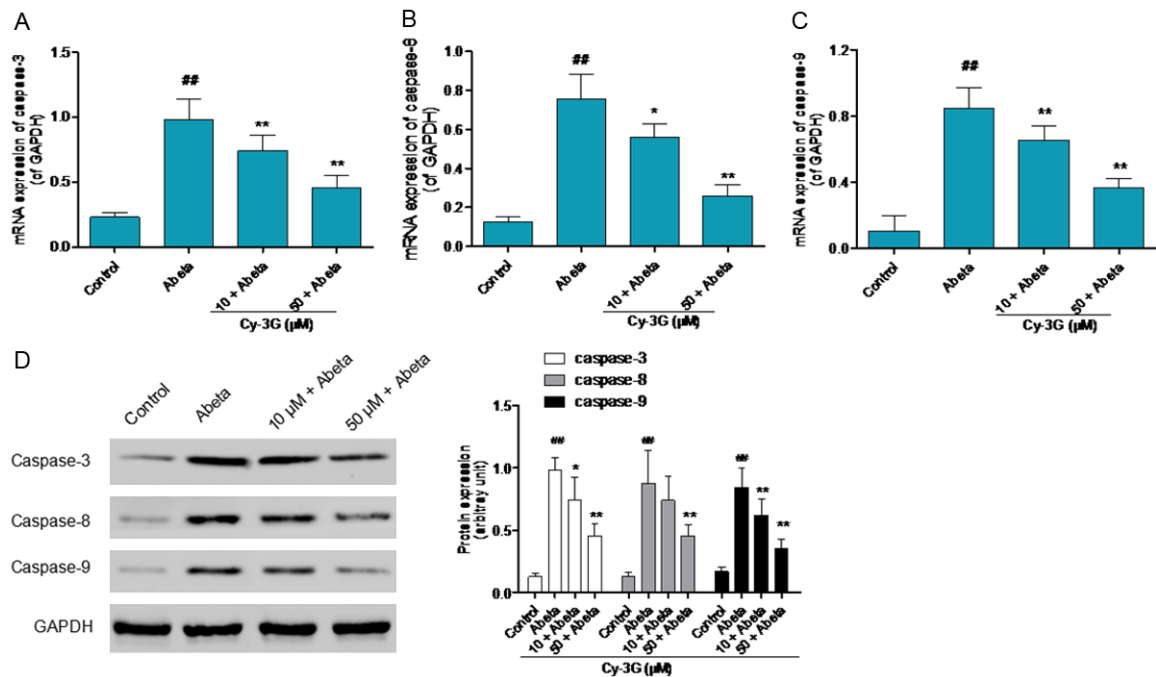 A
mRNA expression of caspase-3
(of GAPDH)
1.5
1.0
0.5
0.0
##
**
**
Control
Abeta
10 + Abeta
50 + Abeta
Cy-3G (μM)
B
mRNA expression of caspase-8
(of GAPDH)
1.0
0.8
0.6
0.4
0.2
0.0
##
*
**
Control
Abeta
10 + Abeta
50 + Abeta
Cy-3G (μM)
C
mRNA expression of caspase-9
(of GAPDH)
1.2
0.8
0.4
0.0
##
**
**
Control
Abeta
10 + Abeta
50 + Abeta
Cy-3G (μM)
D
Control
Abeta
10 μM + Abeta
50 μM + Abeta
Caspase-3
Caspase-8
Caspase-9
GAPDH
caspase-3
caspase-8
caspase-9
Protein expression
(arbitray unit)
1.5
1.0
0.5
0.0
##
*
**
##
**
##
**
**
Control
Abeta
10 + Abeta
50 + Abeta
Control
Abeta
10 + Abeta
50 + Abeta
Control
Abeta
10 + Abeta
50 + Abeta
Cy-3G (μM)